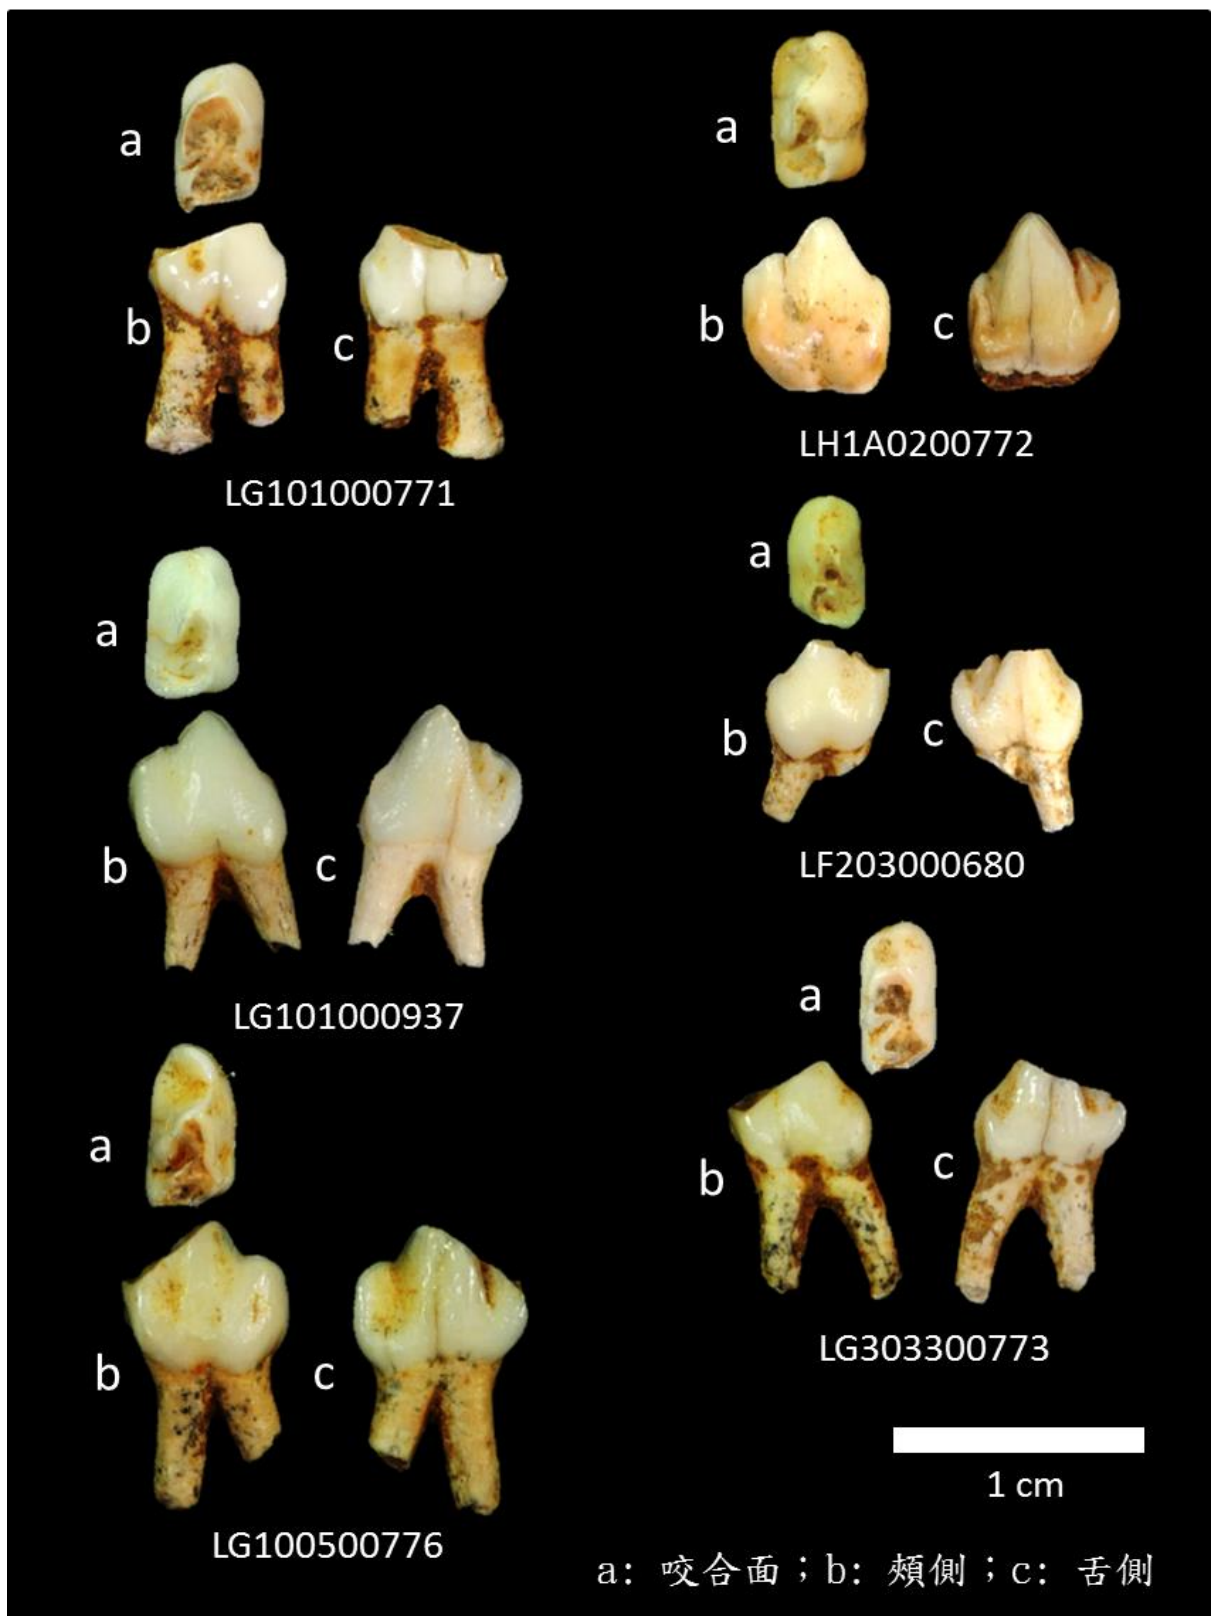 a
b
c
LG101000771
a
b
c
LH1A0200772
a
b
c
LG101000937
a
b
c
LF203000680
a
b
c
LG100500776
a
b
c
LG303300773
1 cm
a: 咬合面；b: 頰側；c: 舌側